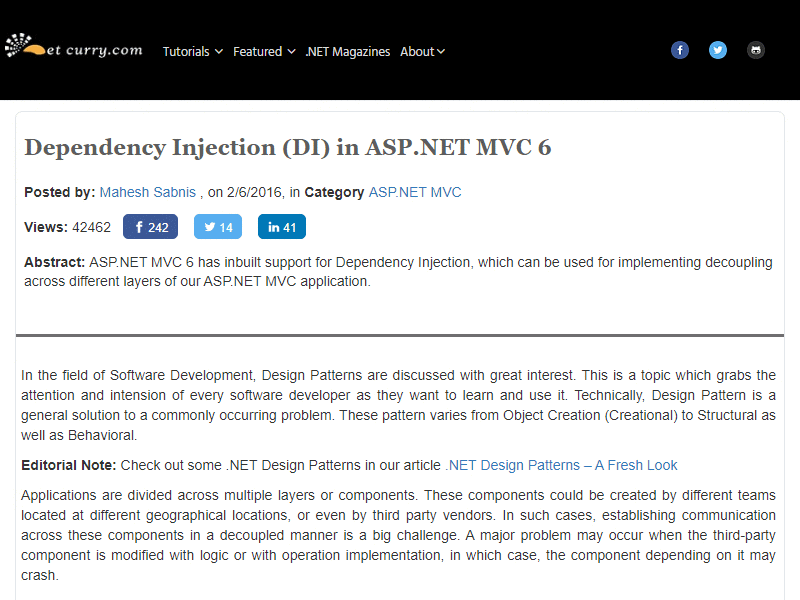 et curry.com
Tutorials Featured .NET Magazines About
Dependency Injection (DI) in ASP.NET MVC 6
Posted by: Mahesh Sabnis , on 2/6/2016, in Category ASP.NET MVC
Views: 42462 242 14 41
Abstract: ASP.NET MVC 6 has inbuilt support for Dependency Injection, which can be used for implementing decoupling
across different layers of our ASP.NET MVC application.
In the field of Software Development, Design Patterns are discussed with great interest. This is a topic which grabs the
attention and intension of every software developer as they want to learn and use it. Technically, Design Pattern is a
general solution to a commonly occurring problem. These pattern varies from Object Creation (Creational) to Structural as
well as Behavioral.
Editorial Note: Check out some .NET Design Patterns in our article .NET Design Patterns – A Fresh Look
Applications are divided across multiple layers or components. These components could be created by different teams
located at different geographical locations, or even by third party vendors. In such cases, establishing communication
across these components in a decoupled manner is a big challenge. A major problem may occur when the third-party
component is modified with logic or with operation implementation, in which case, the component depending on it may
crash.